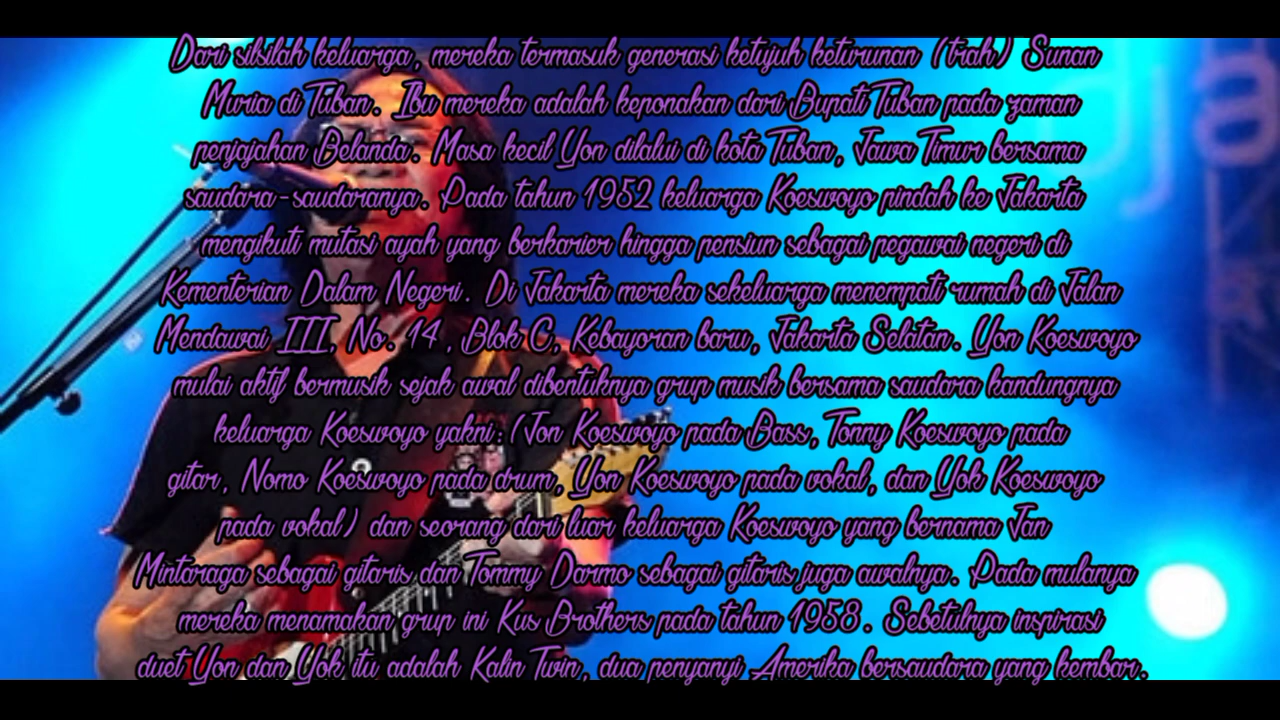 Dari silsilah keluarga, mereka termasuk generasi ketujuh keturunan (trah) Sunan
Muria di Tuban. Ibu mereka adalah keponakan dari Bupati Tuban pada zaman
penjajahan Belanda. Masa kecil Yon dilalui di kota Tuban, Jawa Timur bersama
saudara-saudaranya. Pada tahun 1952 keluarga Koeswoyo pindah ke Jakarta
mengikuti mutasi ayah yang berkarier hingga pensiun sebagai pegawai negeri di
Kementerian Dalam Negeri. Di Jakarta mereka sekeluarga menempati rumah di Jalan
Mendawai III, No. 14, Blok C, Kebayoran baru, Jakarta Selatan. Yon Koeswoyo
mulai aktif bermusik sejak awal dibentuknya grup musik bersama saudara kandungnya
keluarga Koeswoyo yakni:(Jon Koeswoyo pada Bass, Tonny Koeswoyo pada
gitar, Nomo Koeswoyo pada drum, Yon Koeswoyo pada vokal, dan Yok Koeswoyo
pada vokal) dan seorang dari luar keluarga Koeswoyo yang bernama Jan
Mintaraga sebagai gitaris dan Tommy Darmo sebagai gitaris juga awalnya. Pada mulanya
mereka menamakan grup ini Kus Brothers pada tahun 1958. Sebetulnya inspirasi
duet Yon dan Yok itu adalah Kalin Twin, dua penyanyi Amerika bersaudara yang kembar.